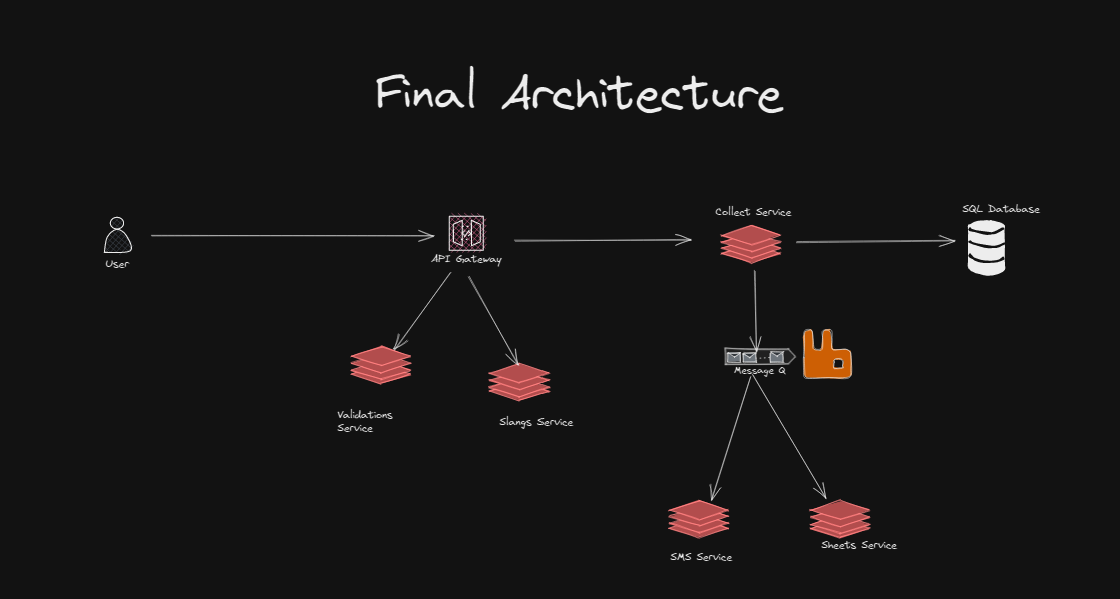 Final Architecture
SQL Database
Collect Service
User
API Gateway
Message Q
Validations
Service
Slangs Service
Sheets Service
SMS Service